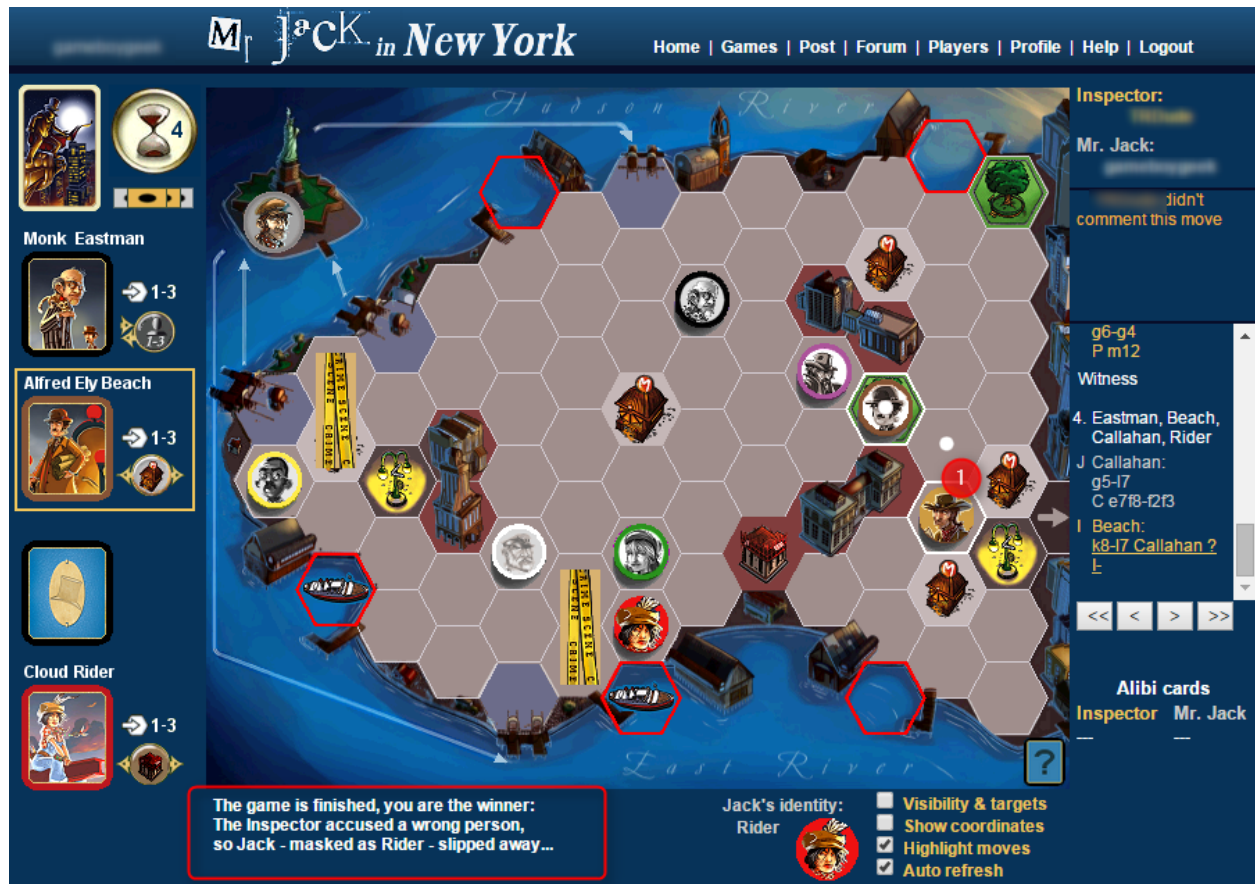 Mr Jack in New York
Home | Games | Post | Forum | Players | Profile | Help | Logout
4
Monk Eastman
1-3
1-3
Alfred Ely Beach
1-3
Cloud Rider
1-3
Hudson River
M
M
M
M
CRIME SCENE C
CRIME SCENE CRIME
1
East River
?
Inspector:
Mr. Jack:
didn't
comment this move
g6-g4
P m12
Witness
4. Eastman, Beach,
Callahan, Rider
J Callahan:
g5-l7
C e7f8-f2f3
I Beach:
k8-l7 Callahan ?
I-
<< < > >>
Alibi cards
Inspector Mr. Jack
--- ---
The game is finished, you are the winner:
The Inspector accused a wrong person,
so Jack - masked as Rider - slipped away...
Jack's identity:
Rider
Visibility & targets
Show coordinates
Highlight moves
Auto refresh